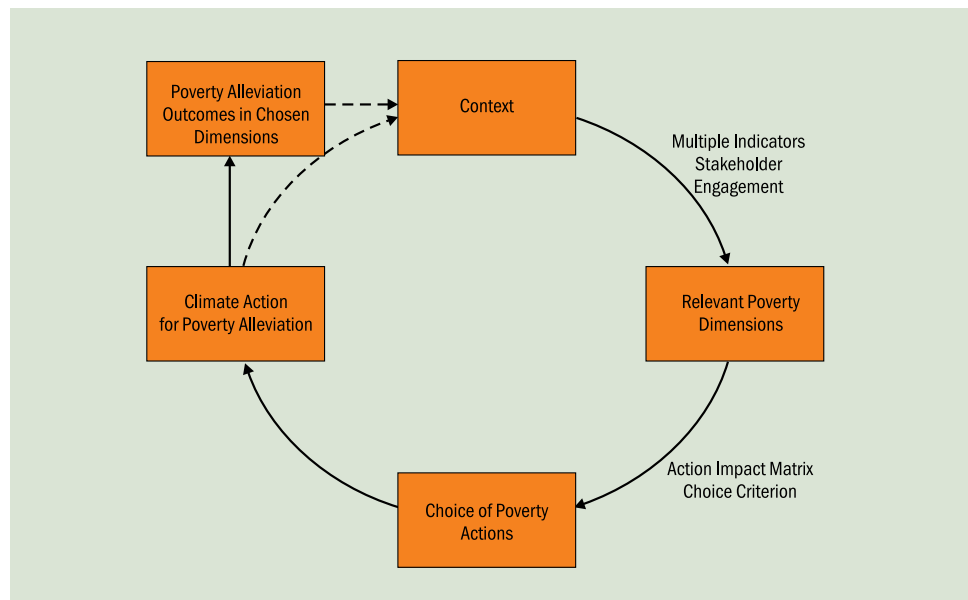 Poverty Alleviation
Outcomes in Chosen
Dimensions
Context
Multiple Indicators
Stakeholder
Engagement
Climate Action
for Poverty Alleviation
Relevant Poverty
Dimensions
Action Impact Matrix
Choice Criterion
Choice of Poverty
Actions